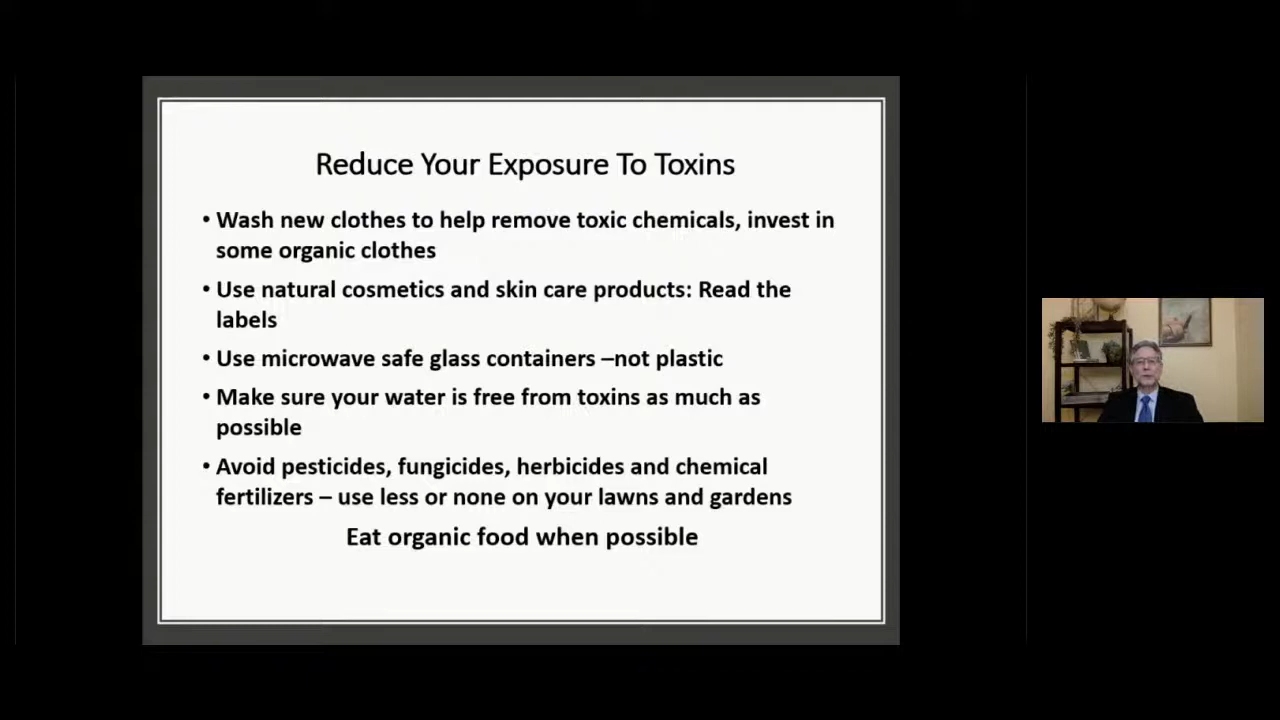 Reduce Your Exposure To Toxins
• Wash new clothes to help remove toxic chemicals, invest in
some organic clothes
• Use natural cosmetics and skin care products: Read the
labels
• Use microwave safe glass containers –not plastic
• Make sure your water is free from toxins as much as
possible
• Avoid pesticides, fungicides, herbicides and chemical
fertilizers – use less or none on your lawns and gardens
Eat organic food when possible